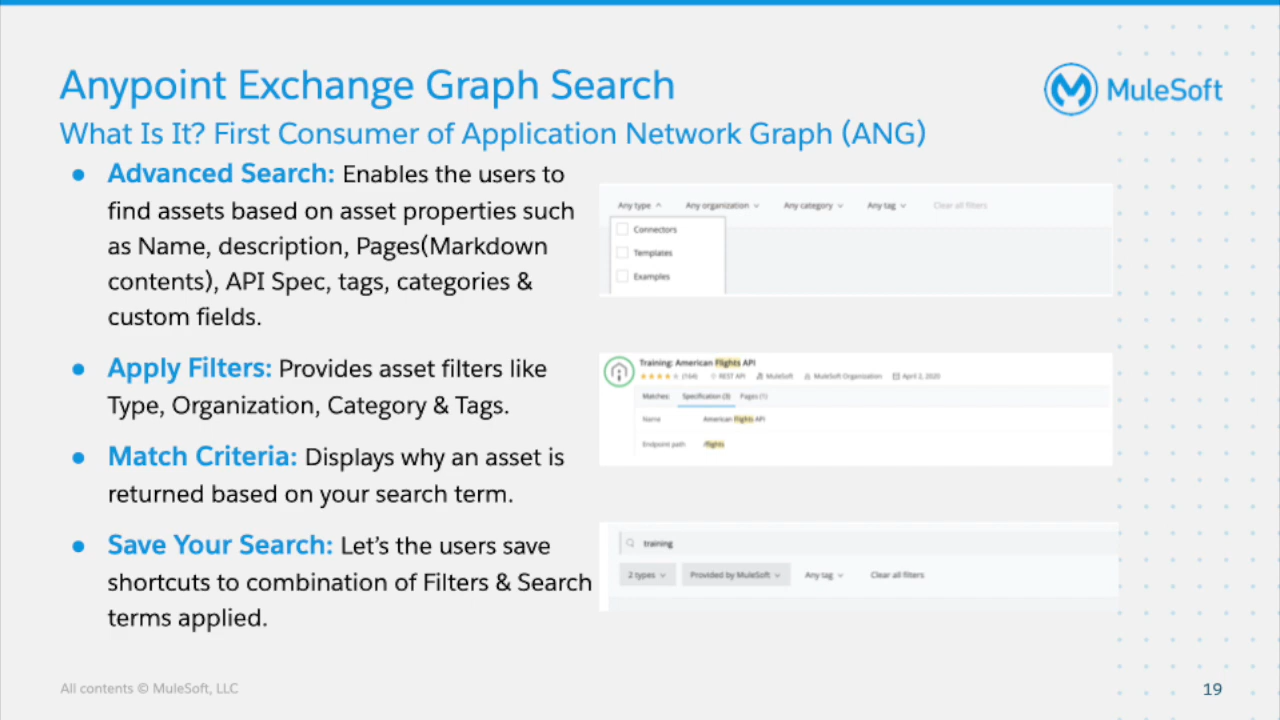 Anypoint Exchange Graph Search
MuleSoft
What Is It? First Consumer of Application Network Graph (ANG)
● Advanced Search: Enables the users to
find assets based on asset properties such
as Name, description, Pages(Markdown
contents), API Spec, tags, categories &
custom fields.
● Apply Filters: Provides asset filters like
Type, Organization, Category & Tags.
● Match Criteria: Displays why an asset is
returned based on your search term.
● Save Your Search: Let's the users save
shortcuts to combination of Filters & Search
terms applied.
Any type Any organization Any category Any tag Clear all filters
Connectors
Templates
Examples
Training: American Flights API
(164) REST API MuleSoft MuleSoft Organization April 2, 2020
Matches: Specification (3) Pages (1)
Name American Flights API
Endpoint path /flights
training
2 types Provided by MuleSoft Any tag Clear all filters
All contents © MuleSoft, LLC
19